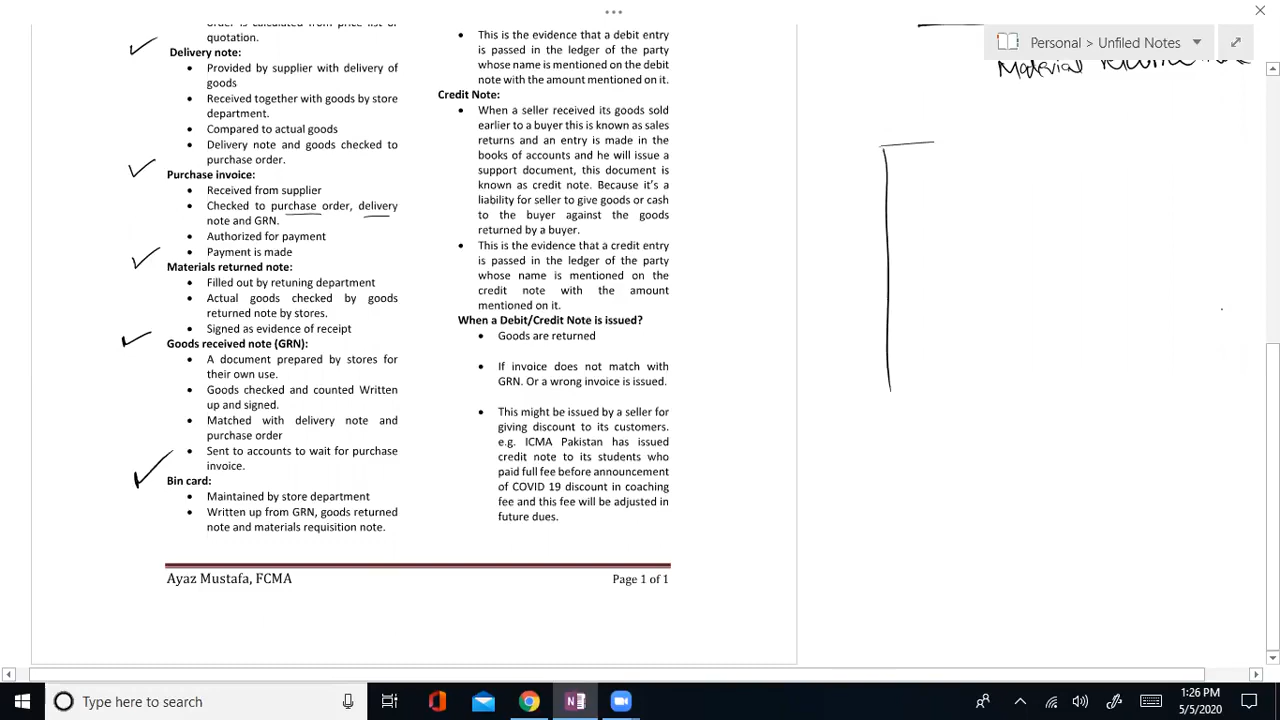 order is calculated from price list or
quotation.
Delivery note:
Provided by supplier with delivery of
goods
Received together with goods by store
department.
Compared to actual goods
Delivery note and goods checked to
purchase order.
Purchase invoice:
Received from supplier
Checked to purchase order, delivery
note and GRN.
Authorized for payment
Payment is made
Materials returned note:
Filled out by retuning department
Actual goods checked by goods
returned note by stores.
Signed as evidence of receipt
Goods received note (GRN):
A document prepared by stores for
their own use.
Goods checked and counted Written
up and signed.
Matched with delivery note and
purchase order
Sent to accounts to wait for purchase
invoice.
Bin card:
Maintained by store department
Written up from GRN, goods returned
note and materials requisition note.
This is the evidence that a debit entry
is passed in the ledger of the party
whose name is mentioned on the debit
note with the amount mentioned on it.
Credit Note:
When a seller received its goods sold
earlier to a buyer this is known as sales
returns and an entry is made in the
books of accounts and he will issue a
support document, this document is
known as credit note. Because it's a
liability for seller to give goods or cash
to the buyer against the goods
returned by a buyer.
This is the evidence that a credit entry
is passed in the ledger of the party
whose name is mentioned on the
credit note with the amount
mentioned on it.
When a Debit/Credit Note is issued?
Goods are returned
If invoice does not match with
GRN. Or a wrong invoice is issued.
This might be issued by a seller for
giving discount to its customers.
e.g. ICMA Pakistan has issued
credit note to its students who
paid full fee before announcement
of COVID 19 discount in coaching
fee and this fee will be adjusted in
future dues.
Ayaz Mustafa, FCMA
Page 1 of 1
Personal > Unfiled Notes
Material
Type here to search
1:26 PM
5/5/2020